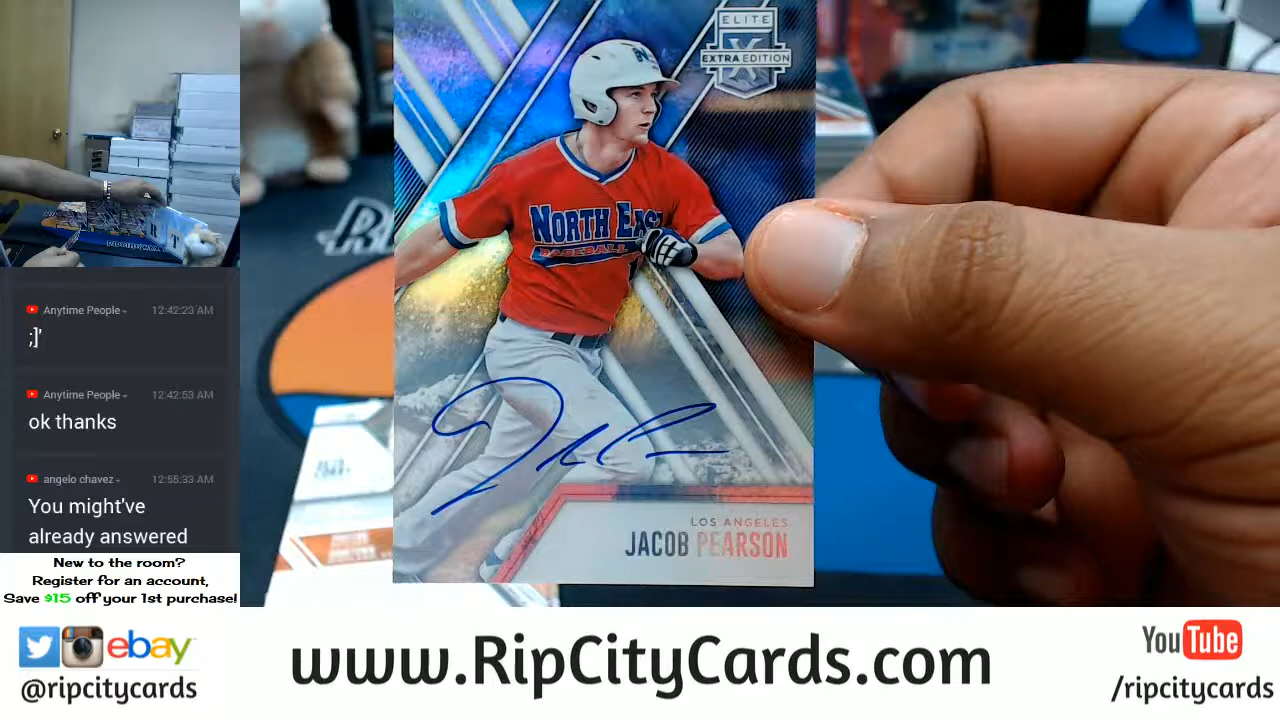 Anytime People
12:42:23 AM
;]'
Anytime People
12:42:53 AM
ok thanks
angelo chavez
12:55:33 AM
You might've
already answered
New to the room?
Register for an account,
Save $15 off your 1st purchase!
ELITE
EXTRA EDITION
X
N
NORTH EAST
BASEBALL
LOS ANGELES
JACOB PEARSON
ebay
@ripcitycards
www.RipCityCards.com
YouTube
/ripcitycards